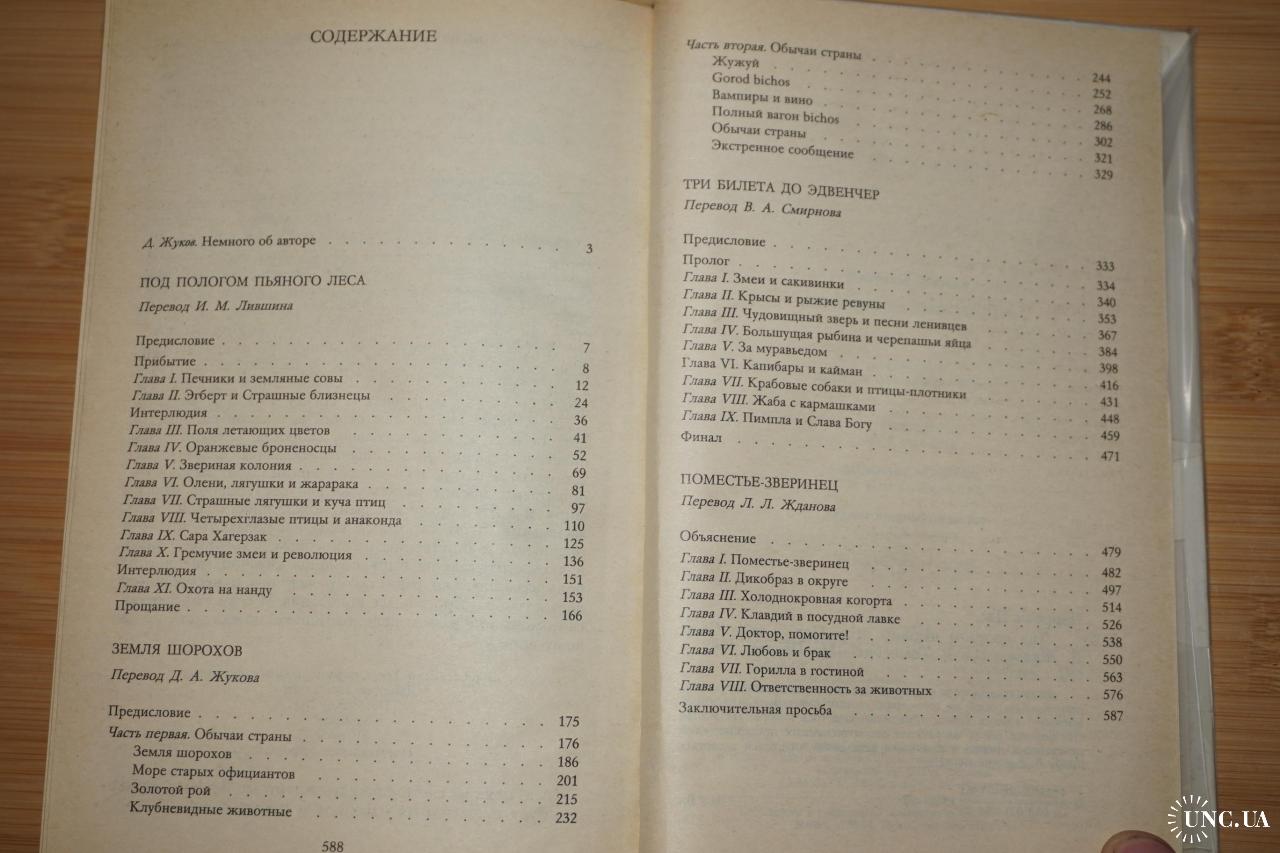 СОДЕРЖАНИЕ
Д. Жуков. Немного об авторе . . . . . . . . . . . . . 3
ПОД ПОЛОГОМ ПЬЯНОГО ЛЕСА
Перевод И. М. Лившина
Предисловие . . . . . . . . . . . . . 7
Прибытие . . . . . . . . . . . . . 8
Глава I. Печники и земляные совы . . . . . . . . . . 12
Глава II. Эгберт и Страшные близнецы . . . . . . . . . . 24
Интерлюдия . . . . . . . . . . . . . 36
Глава III. Поля летающих цветов . . . . . . . . . . 41
Глава IV. Оранжевые броненосцы . . . . . . . . . . 52
Глава V. Звериная колония . . . . . . . . . . 69
Глава VI. Олени, лягушки и жарарака . . . . . . . . . . 81
Глава VII. Страшные лягушки и куча птиц . . . . . . . . 97
Глава VIII. Четырехглазые птицы и анаконда . . . . . . . . 110
Глава IX. Сара Хагерзак . . . . . . . . . . 125
Глава X. Гремучие змеи и революция . . . . . . . . . . 136
Интерлюдия . . . . . . . . . . . . . 151
Глава XI. Охота на нанду . . . . . . . . . . 153
Прощание . . . . . . . . . . . . . 166
ЗЕМЛЯ ШОРОХОВ
Перевод Д. А. Жукова
Предисловие . . . . . . . . . . . . . 175
Часть первая. Обычаи страны . . . . . . . . . . 176
Земля шорохов . . . . . . . . . . 186
Море старых официантов . . . . . . . . . . 201
Золотой рой . . . . . . . . . . 215
Клубневидные животные . . . . . . . . . . 232
588
Часть вторая. Обычаи страны . . . . . . . . . . 244
Жужуй . . . . . . . . . . . . . 252
Gorod bichos . . . . . . . . . . . . . 268
Вампиры и вино . . . . . . . . . . 286
Полный вагон bichos . . . . . . . . . . 302
Обычаи страны . . . . . . . . . . 321
Экстренное сообщение . . . . . . . . . . 329
ТРИ БИЛЕТА ДО ЭДВЕНЧЕР
Перевод В. А. Смирнова
Предисловие . . . . . . . . . . . . . 333
Пролог . . . . . . . . . . . . . 334
Глава I. Змеи и сакивинки . . . . . . . . . . 340
Глава II. Крысы и рыжие ревуны . . . . . . . . . . 353
Глава III. Чудовищный зверь и песни ленивцев . . . . . . 367
Глава IV. Большущая рыбина и черепашьи яйца . . . . . . 384
Глава V. За муравьедом . . . . . . . . . . 398
Глава VI. Капибары и кайман . . . . . . . . . . 416
Глава VII. Крабовые собаки и птицы-плотники . . . . . . 431
Глава VIII. Жаба с кармашками . . . . . . . . . . 448
Глава IX. Пимпла и Слава Богу . . . . . . . . . . 459
Финал . . . . . . . . . . . . . 471
ПОМЕСТЬЕ-ЗВЕРИНЕЦ
Перевод Л. Л. Жданова
Объяснение . . . . . . . . . . . . . 479
Глава I. Поместье-зверинец . . . . . . . . . . 482
Глава II. Дикобраз в округе . . . . . . . . . . 497
Глава III. Холоднокровная когорта . . . . . . . . . . 514
Глава IV. Клавдий в посудной лавке . . . . . . . . . . 526
Глава V. Доктор, помогите! . . . . . . . . . . 538
Глава VI. Любовь и брак . . . . . . . . . . 550
Глава VII. Горилла в гостиной . . . . . . . . . . 563
Глава VIII. Ответственность за животных . . . . . . . . 576
Заключительная просьба . . . . . . . . . . 587
UNC.UA